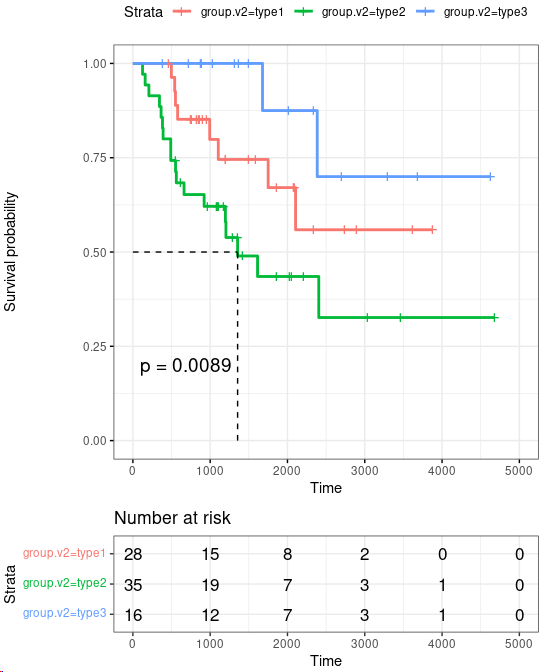 Strata group.v2=type1 group.v2=type2 group.v2=type3
1.00
0.75
0.50
0.25
0.00
Survival probability
p = 0.0089
0 1000 2000 3000 4000 5000
Time
Number at risk
Strata
group.v2=type1 28 15 8 2 0 0
group.v2=type2 35 19 7 3 1 0
group.v2=type3 16 12 7 3 1 0
0 1000 2000 3000 4000 5000
Time